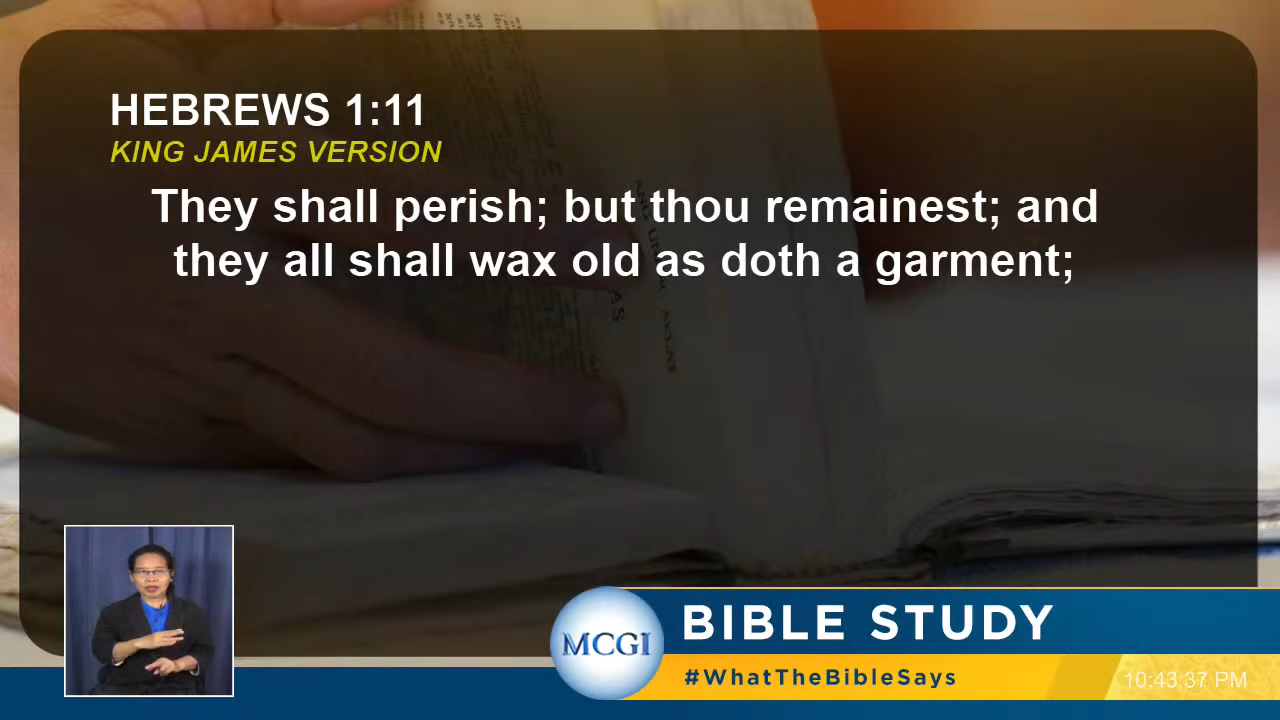 HEBREWS 1:11
KING JAMES VERSION
They shall perish; but thou remainest; and
they all shall wax old as doth a garment;
MCGI
BIBLE STUDY
#WhatTheBibleSays
10:43:37 PM